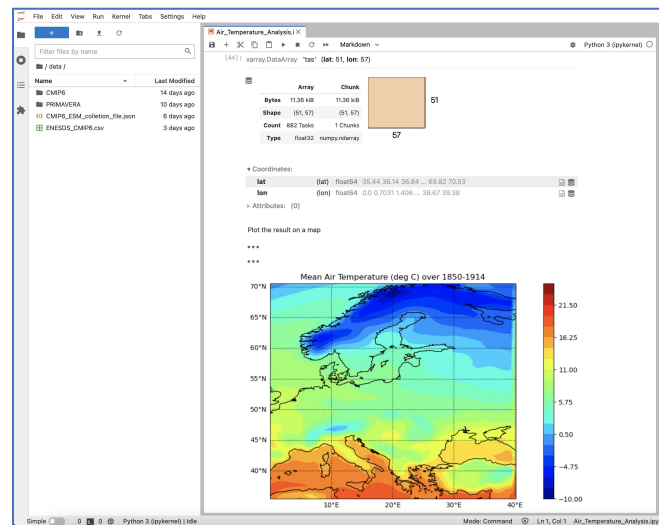 File Edit View Run Kernel Tabs Settings Help
Air_Temperature_Analysis.i
Markdown
Python 3 (ipykernel)
Filter files by name
/ data /
Name Last Modified
CMIP6 14 days ago
PRIMAVERA 10 days ago
CMIP6_ESM_colletion_file.json 6 days ago
ENESDS_CMIP6.csv 3 days ago
[44]: xarray.DataArray 'tas' (lat: 51, lon: 57)
Array Chunk
Bytes 11.36 kiB 11.36 kiB
Shape (51, 57) (51, 57)
Count 882 Tasks 1 Chunks
Type float32 numpy.ndarray
51
57
Coordinates:
lat (lat) float64 35.44 36.14 36.84 ... 69.82 70.53
lon (lon) float64 0.0 0.7031 1.406 ... 38.67 39.38
Attributes: (0)
Plot the result on a map
Mean Air Temperature (deg C) over 1850-1914
70°N
65°N
60°N
55°N
50°N
45°N
40°N
10°E 20°E 30°E 40°E
21.50
16.25
11.00
5.75
0.50
−4.75
−10.00
Simple 0 0 Python 3 (ipykernel) | Idle Mode: Command Ln 1, Col 1 Air_Temperature_Analysis.ipy